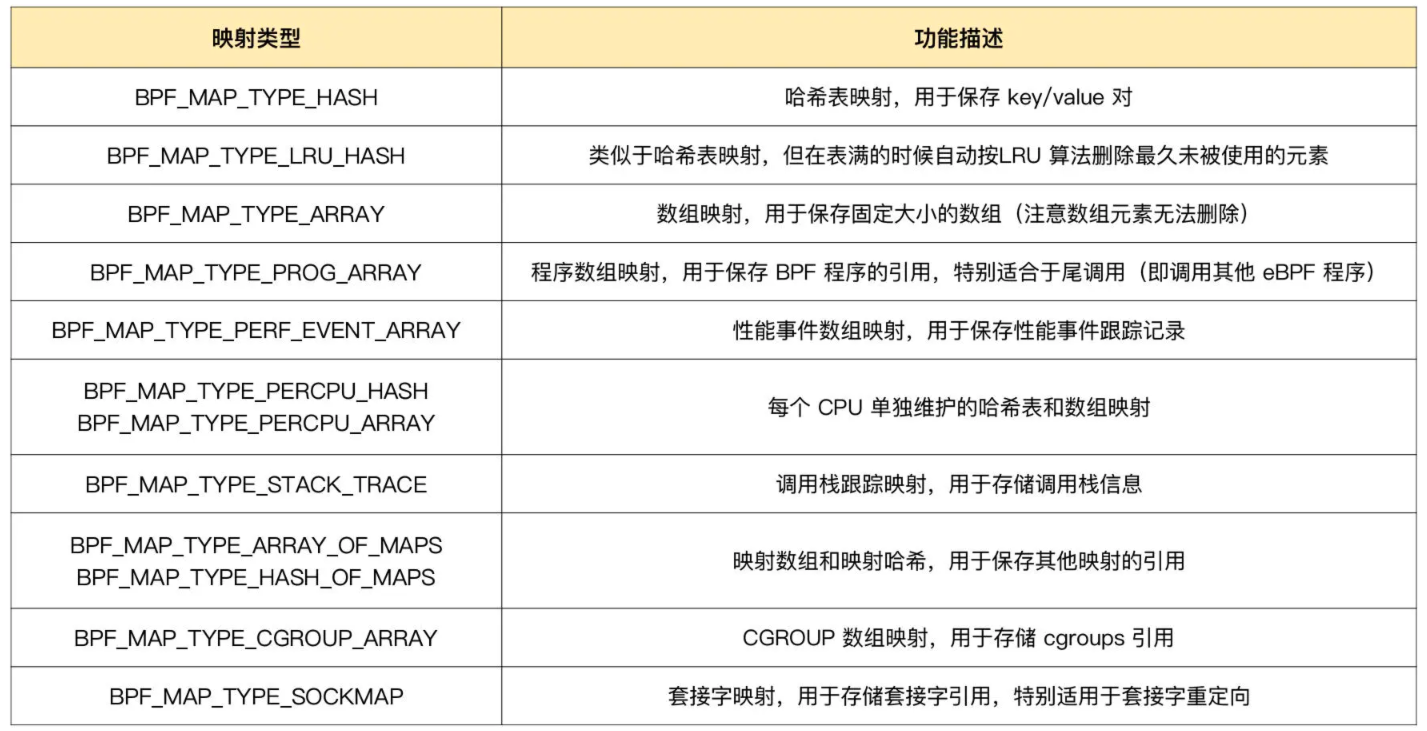 映射类型
功能描述
BPF_MAP_TYPE_HASH
哈希表映射，用于保存 key/value 对
BPF_MAP_TYPE_LRU_HASH
类似于哈希表映射，但在表满的时候自动按LRU 算法删除最久未被使用的元素
BPF_MAP_TYPE_ARRAY
数组映射，用于保存固定大小的数组（注意数组元素无法删除）
BPF_MAP_TYPE_PROG_ARRAY
程序数组映射，用于保存 BPF 程序的引用，特别适合于尾调用（即调用其他 eBPF 程序）
BPF_MAP_TYPE_PERF_EVENT_ARRAY
性能事件数组映射，用于保存性能事件跟踪记录
BPF_MAP_TYPE_PERCPU_HASH
BPF_MAP_TYPE_PERCPU_ARRAY
每个 CPU 单独维护的哈希表和数组映射
BPF_MAP_TYPE_STACK_TRACE
调用栈跟踪映射，用于存储调用栈信息
BPF_MAP_TYPE_ARRAY_OF_MAPS
BPF_MAP_TYPE_HASH_OF_MAPS
映射数组和映射哈希，用于保存其他映射的引用
BPF_MAP_TYPE_CGROUP_ARRAY
CGROUP 数组映射，用于存储 cgroups 引用
BPF_MAP_TYPE_SOCKMAP
套接字映射，用于存储套接字引用，特别适用于套接字重定向